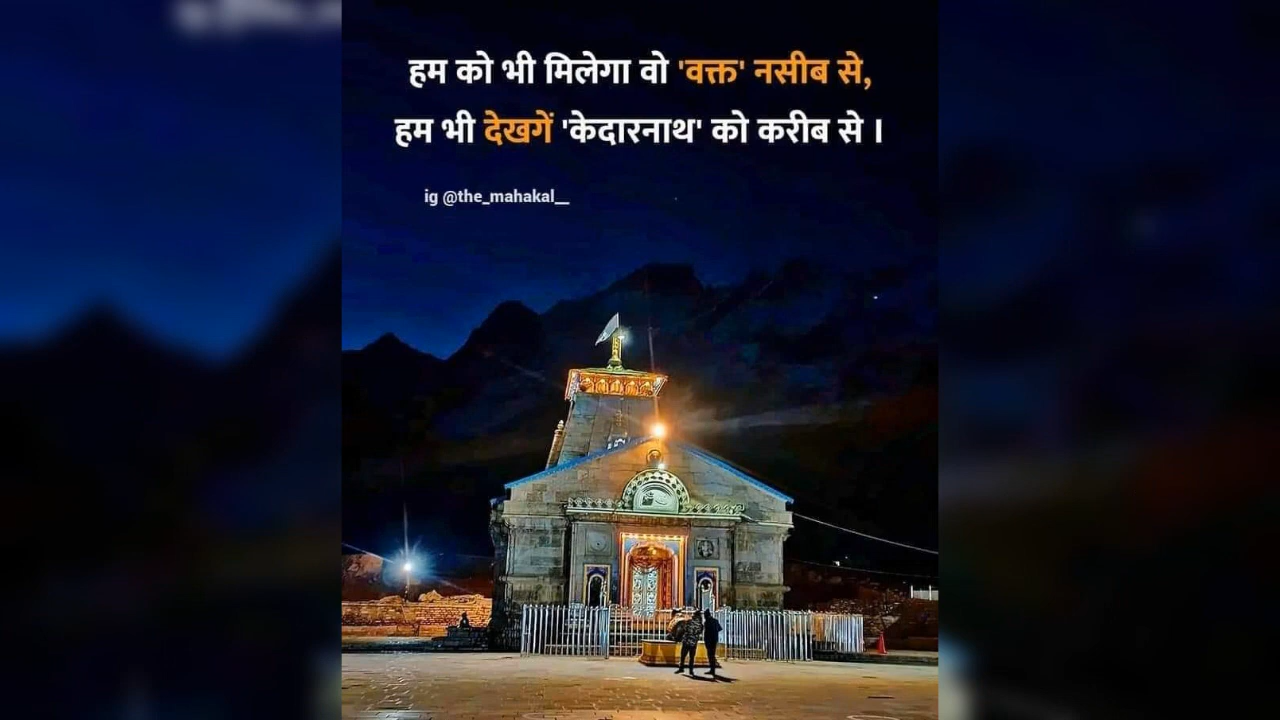 हम को भी मिलेगा वो 'वक्त' नसीब से,
हम भी देखगें 'केदारनाथ' को करीब से ।
ig @the_mahakal__